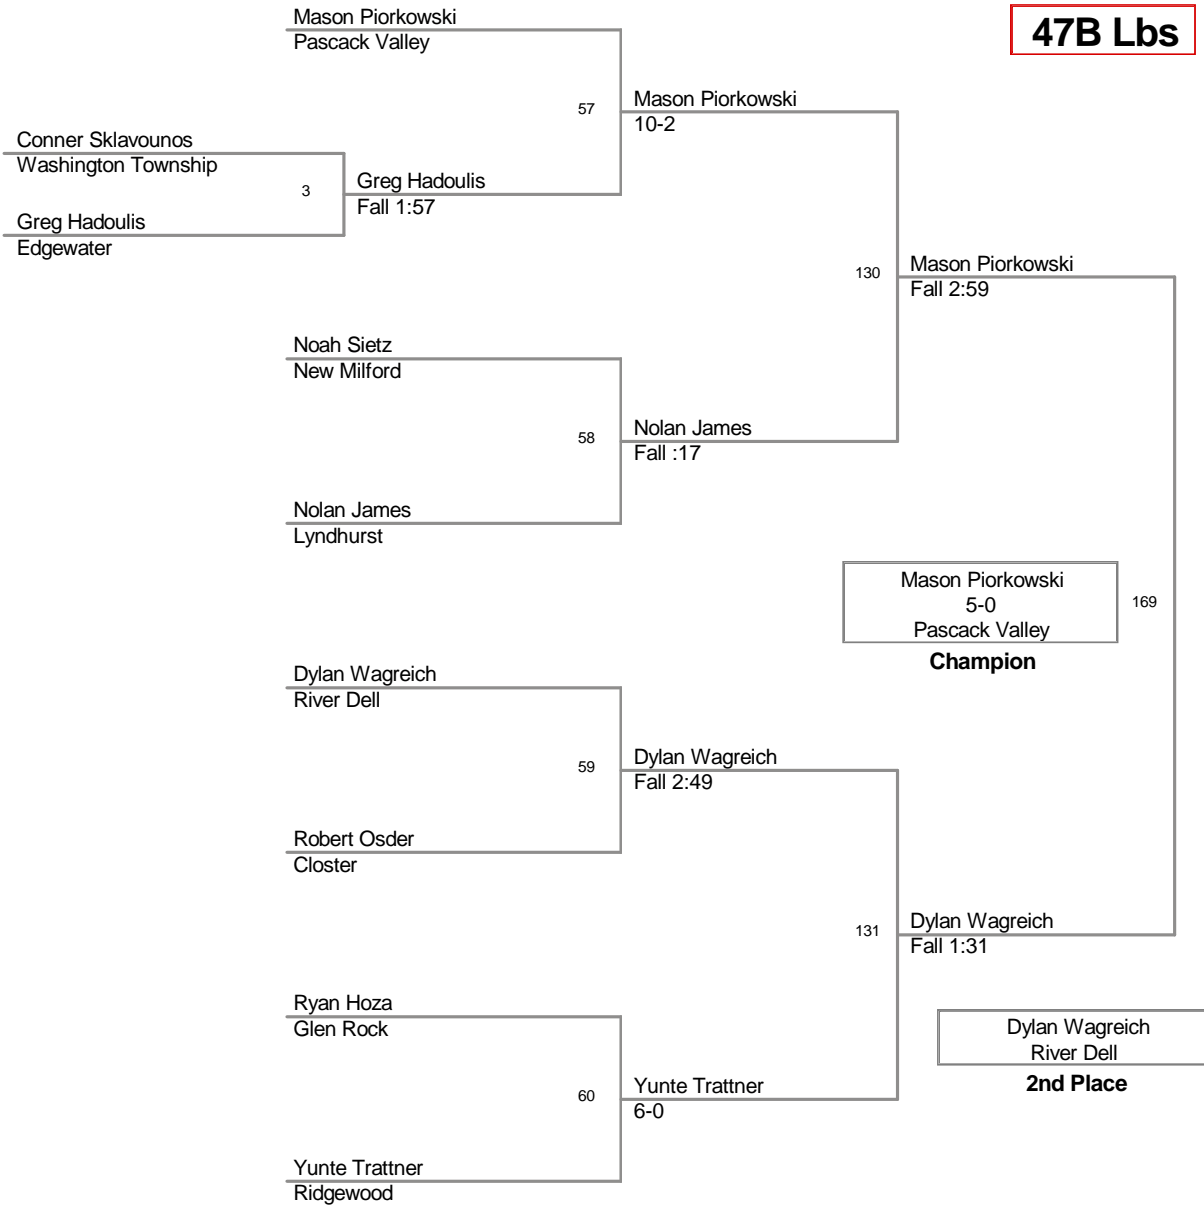 Mason Piorkowski
Pascack Valley
47B Lbs
57
Mason Piorkowski
10-2
Conner Sklavounos
Washington Township
3
Greg Hadoulis
Fall 1:57
Greg Hadoulis
Edgewater
130
Mason Piorkowski
Fall 2:59
Noah Sietz
New Milford
58
Nolan James
Fall :17
Nolan James
Lyndhurst
Mason Piorkowski
5-0
Pascack Valley
169
Champion
Dylan Wagreich
River Dell
59
Dylan Wagreich
Fall 2:49
Robert Osder
Closter
131
Dylan Wagreich
Fall 1:31
Ryan Hoza
Glen Rock
Dylan Wagreich
River Dell
2nd Place
60
Yunte Trattner
6-0
Yunte Trattner
Ridgewood